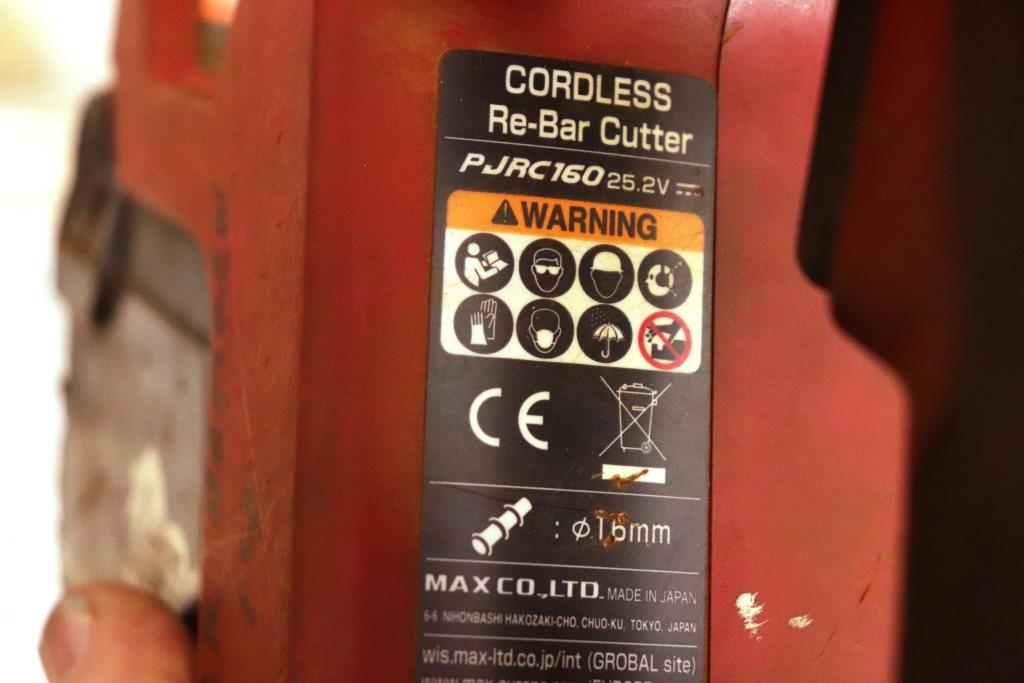 CORDLESS
Re-Bar Cutter
PJRC160 25.2V
WARNING
CE
: φ16mm
MAX CO.,LTD. MADE IN JAPAN
6-6 NIHONBASHI HAKOZAKI-CHO, CHUO-KU, TOKYO, JAPAN
wis.max-ltd.co.jp/int (GROBAL site)